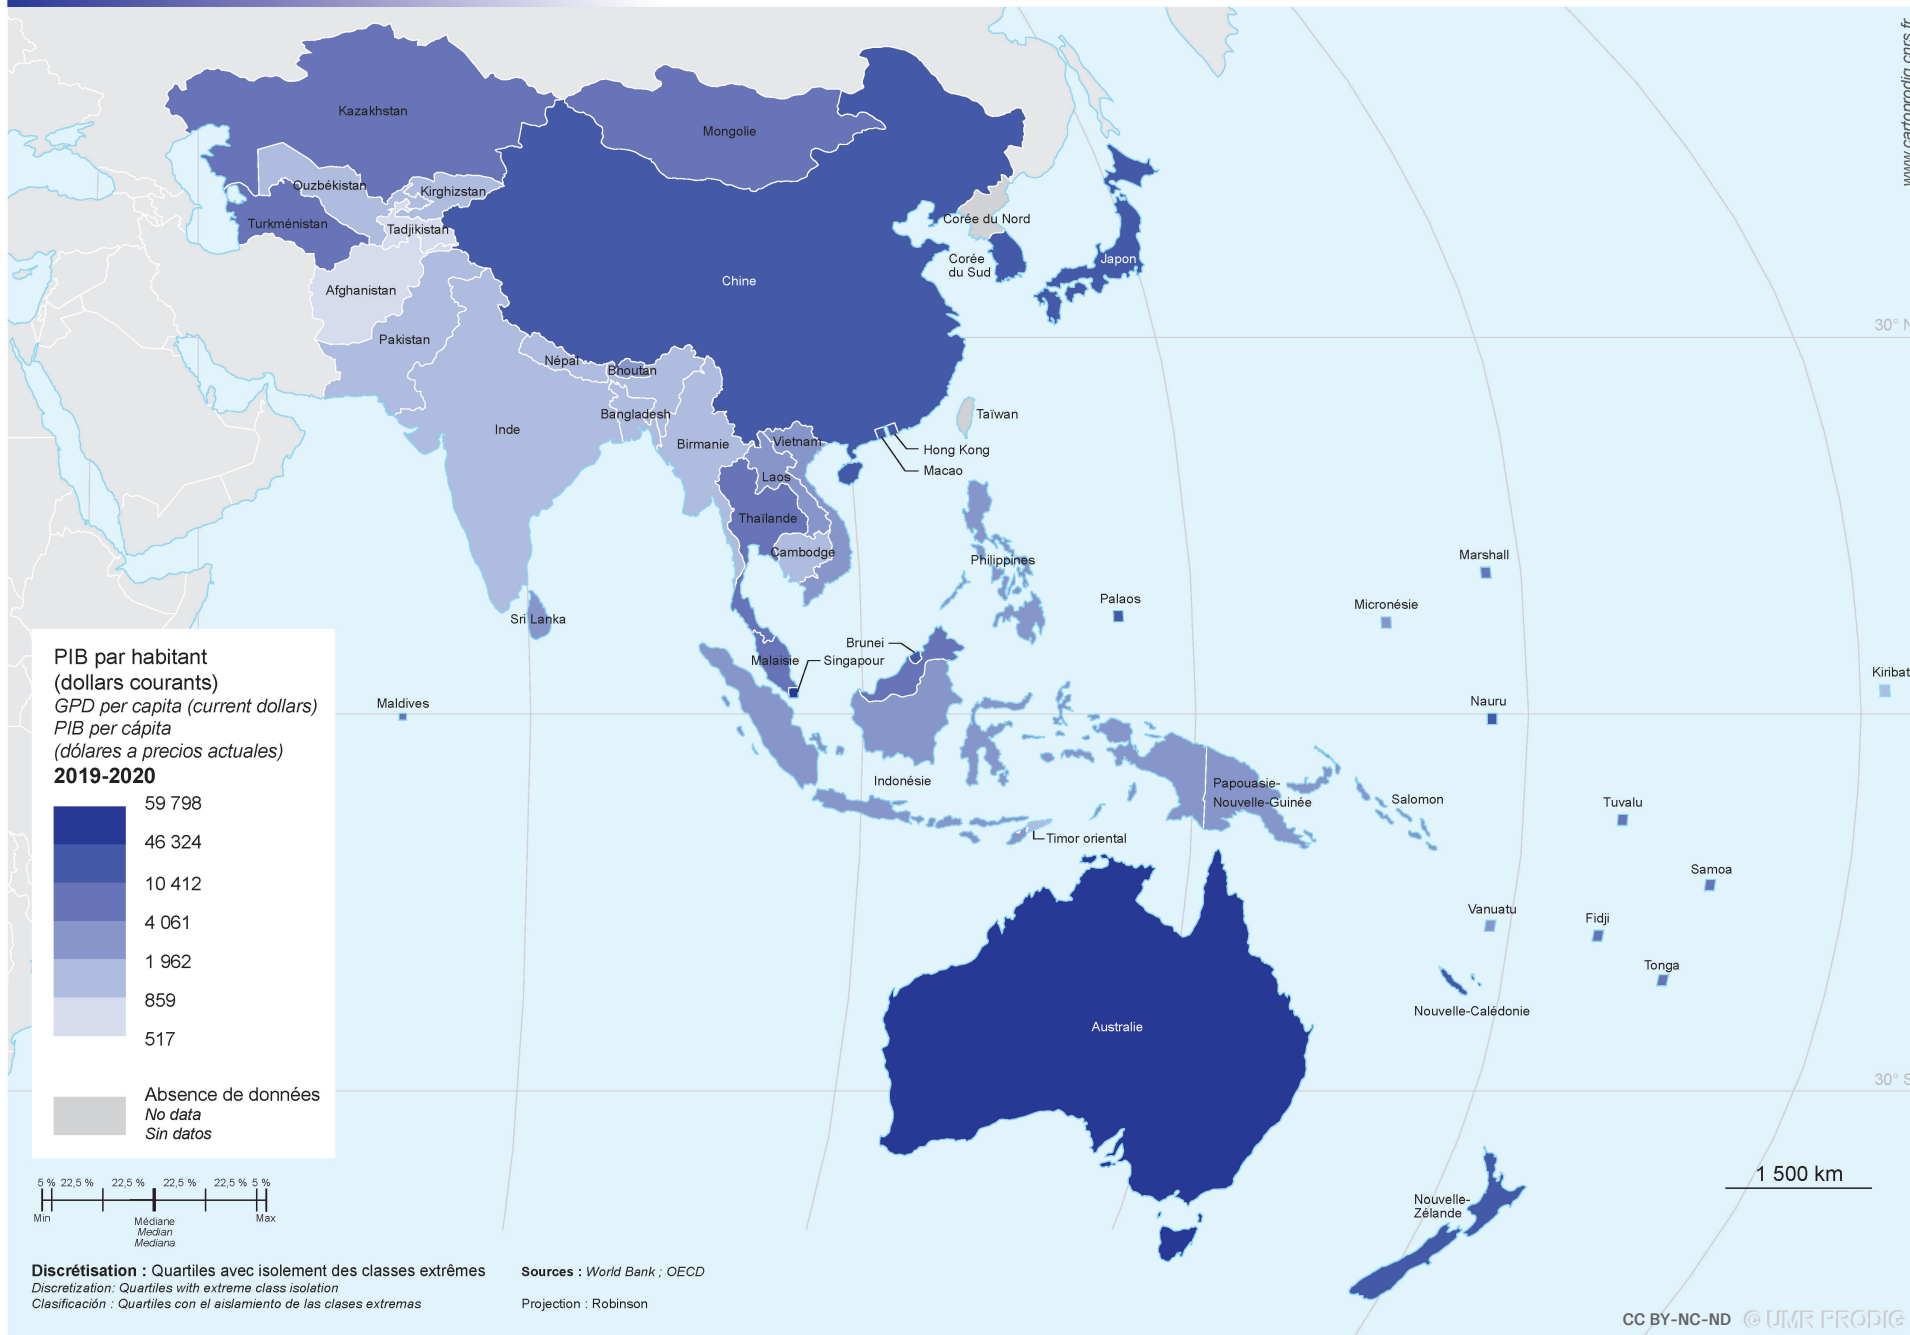 www.cartoprodig.cnrs.fr
Kazakhstan
Mongolie
Ouzbékistan
Kirghizstan
Turkménistan
Tadjikistan
Corée du Nord
Corée
du Sud
Japon
Chine
Afghanistan
30° N
Pakistan
Népal
Bhoutan
Bangladesh
Taïwan
Inde
Birmanie
Vietnam
Hong Kong
Macao
Laos
Thaïlande
Cambodge
Philippines
Marshall
Palaos
Micronésie
Sri Lanka
Brunei
Malaisie
Singapour
Kiribat
Maldives
Nauru
Indonésie
Papouasie-
Nouvelle-Guinée
Salomon
Tuvalu
Timor oriental
Samoa
Vanuatu
Fidji
Tonga
Nouvelle-Calédonie
Australie
30° S
Nouvelle-
Zélande
1 500 km
PIB par habitant
(dollars courants)
GPD per capita (current dollars)
PIB per cápita
(dólares a precios actuales)
2019-2020
59 798
46 324
10 412
4 061
1 962
859
517
Absence de données
No data
Sin datos
5 % 22,5 % 22,5 % 22,5 % 22,5 % 5 %
Min Max
Médiane
Median
Mediana
Discrétisation : Quartiles avec isolement des classes extrêmes
Discretization: Quartiles with extreme class isolation
Clasificación : Quartiles con el aislamiento de las clases extremas
Sources : World Bank ; OECD
Projection : Robinson
CC BY-NC-ND © UMR PRODIG